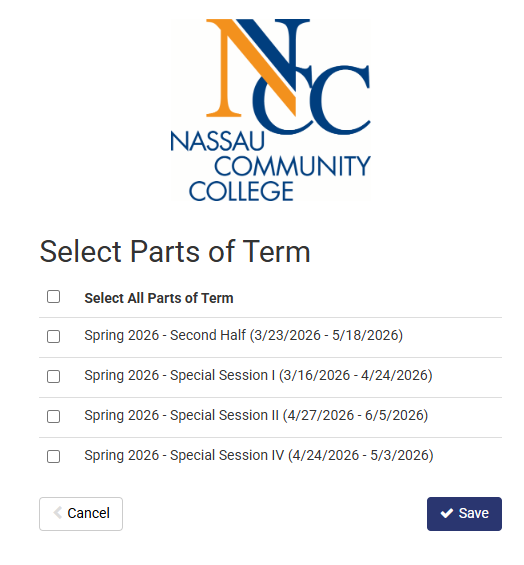 NCC
NASSAU
COMMUNITY
COLLEGE
Select Parts of Term
Select All Parts of Term
Spring 2026 - Second Half (3/23/2026 - 5/18/2026)
Spring 2026 - Special Session I (3/16/2026 - 4/24/2026)
Spring 2026 - Special Session II (4/27/2026 - 6/5/2026)
Spring 2026 - Special Session IV (4/24/2026 - 5/3/2026)
Cancel
Save